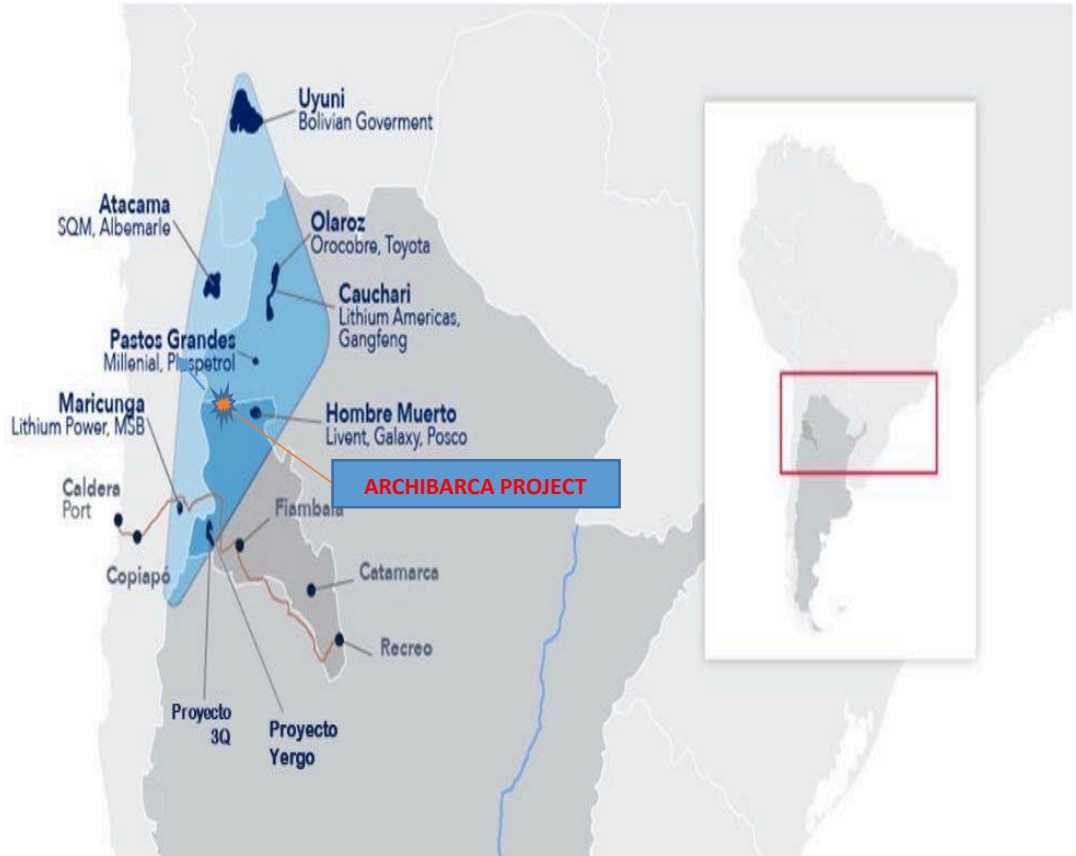 Uyuni
Bolivian Goverment
Atacama
SQM, Albemarle
Olaroz
Orocobre, Toyota
Cauchari
Lithium Americas,
Gangfeng
Pastos Grandes
Millenial, Pluspetrol
Maricunga
Lithium Power, MSB
Hombre Muerto
Livent, Galaxy, Posco
ARCHIBARCA PROJECT
Caldera
Port
Fiambala
Copiapó
Catamarca
Recreo
Proyecto
3Q
Proyecto
Yergo